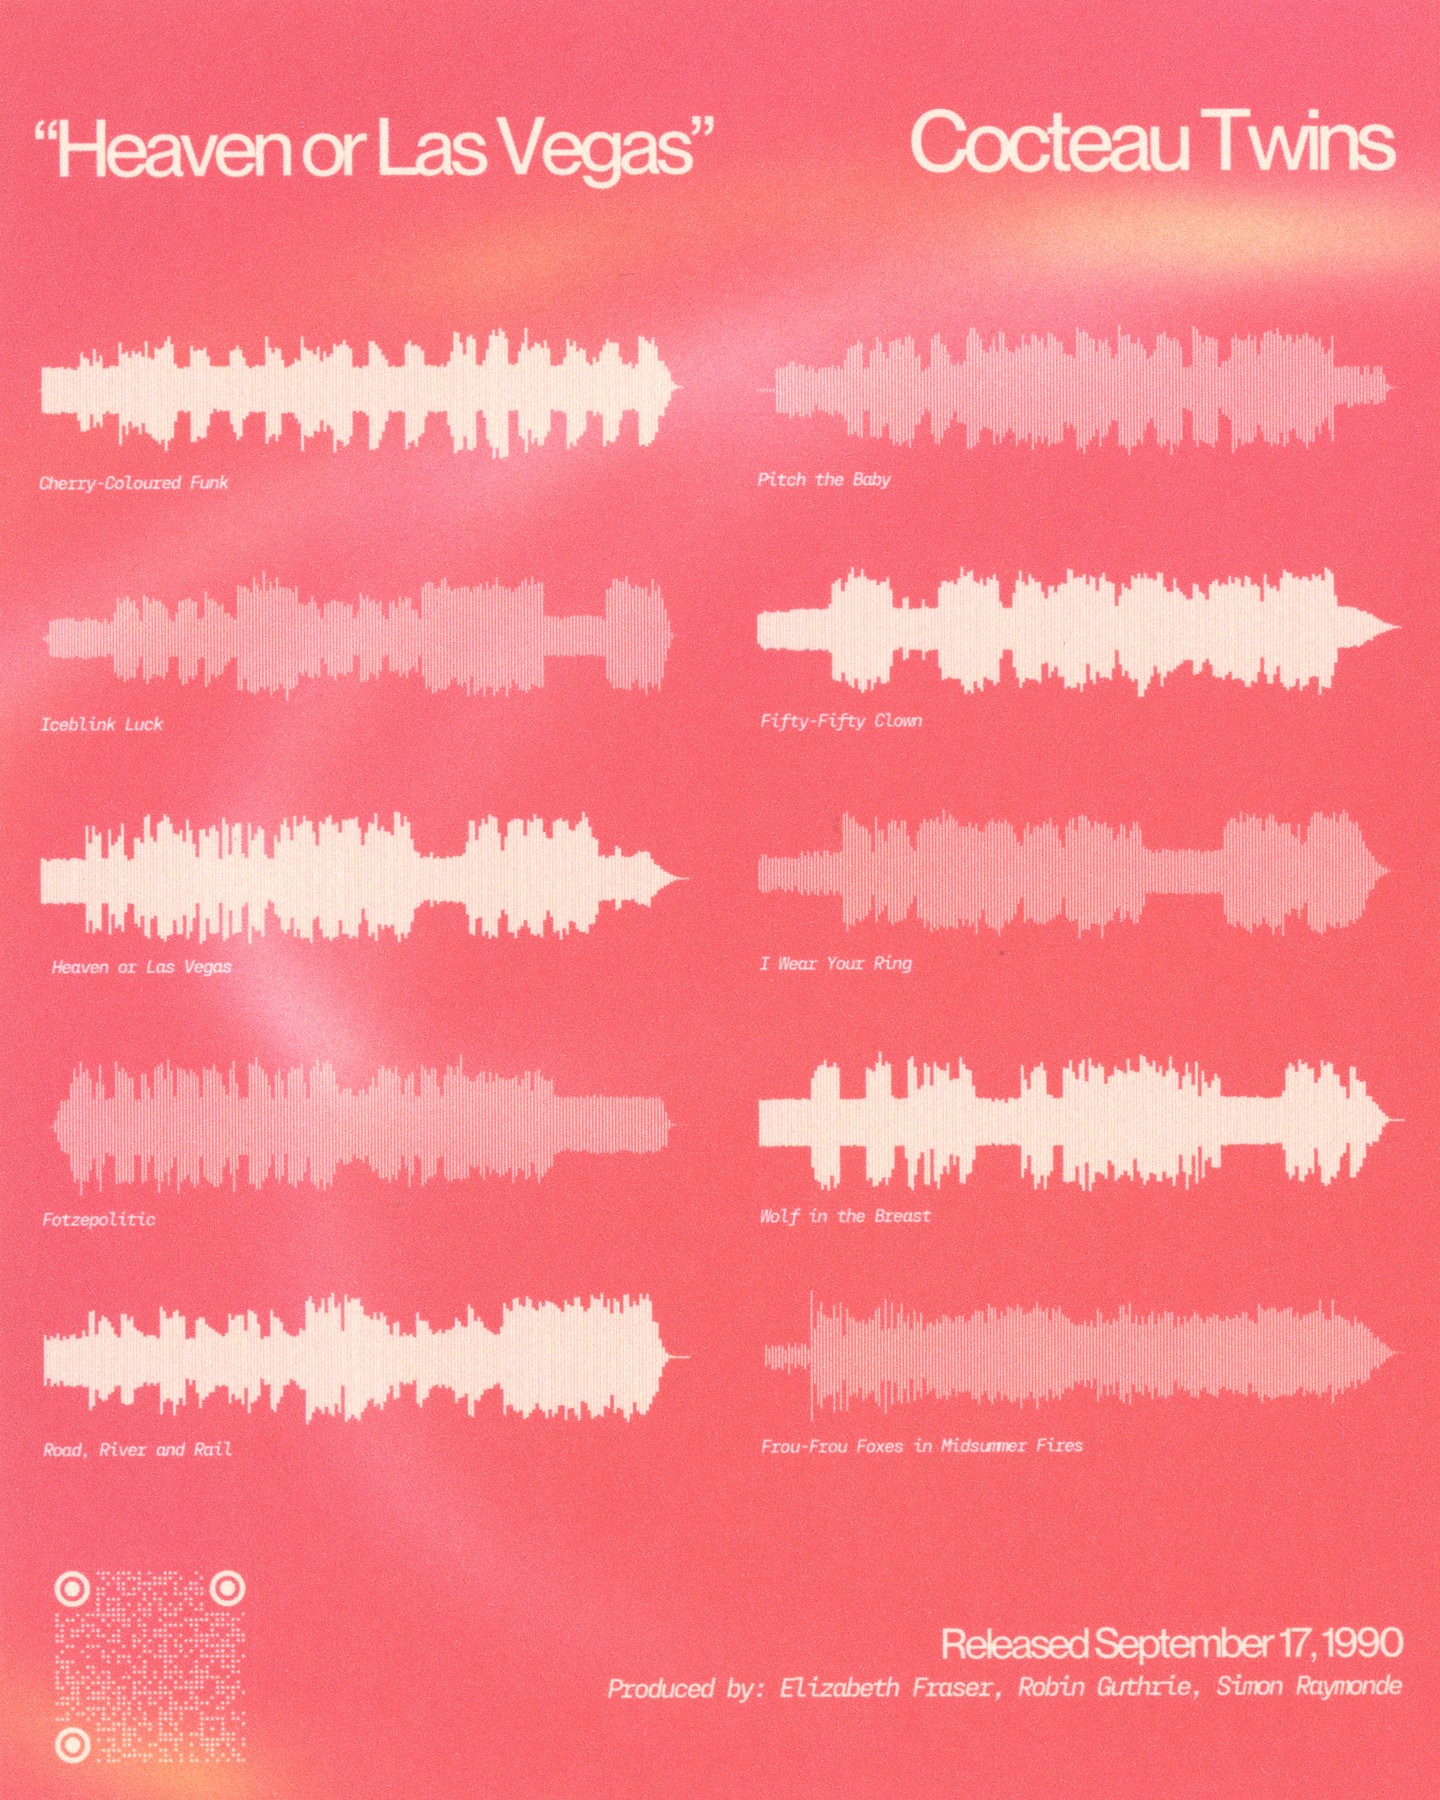 “Heaven or Las Vegas”
Cocteau Twins
Cherry-Coloured Funk
Pitch the Baby
Iceblink Luck
Fifty-Fifty Clown
Heaven or Las Vegas
I Wear Your Ring
Fotzepolitic
Wolf in the Breast
Road, River and Rail
Frou-Frou Foxes in Midsummer Fires
Released September 17, 1990
Produced by: Elizabeth Fraser, Robin Guthrie, Simon Raymonde